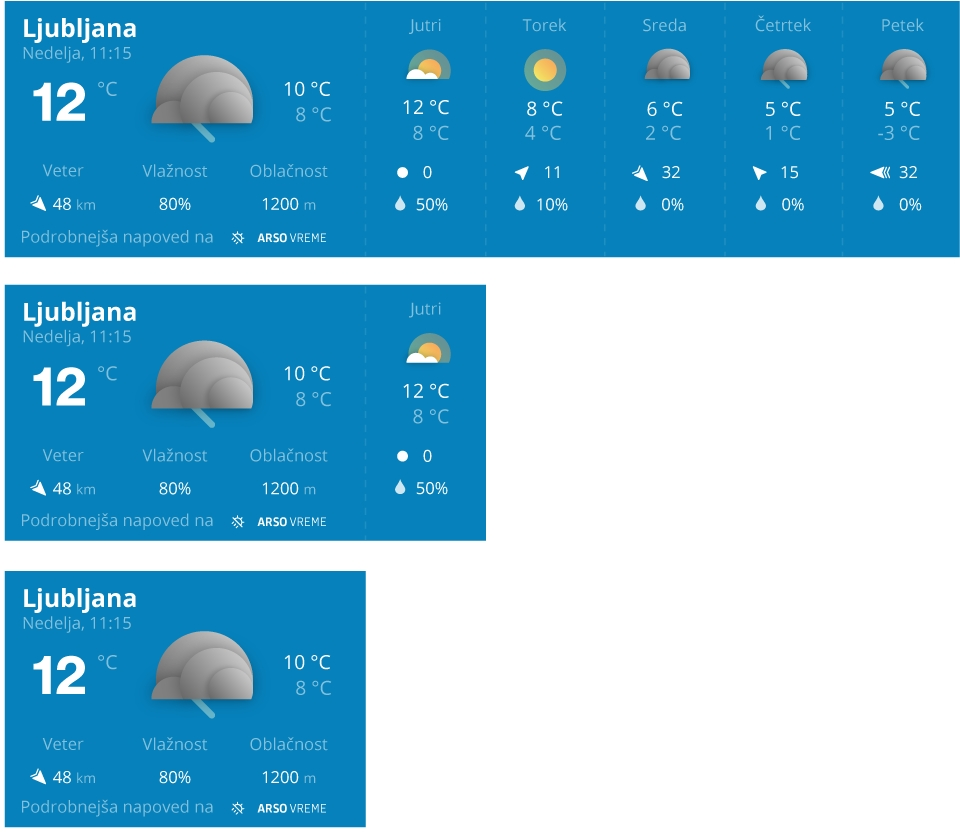 Ljubljana
Nedelja, 11:15
12 °C
10 °C
8 °C
Veter Vlažnost Oblačnost
48 km 80% 1200 m
Podrobnejša napoved na ARSO VREME
Jutri
12 °C
8 °C
0
50%
Torek
8 °C
4 °C
11
10%
Sreda
6 °C
2 °C
32
0%
Četrtek
5 °C
1 °C
15
0%
Petek
5 °C
-3 °C
32
0%
Ljubljana
Nedelja, 11:15
12 °C
10 °C
8 °C
Veter Vlažnost Oblačnost
48 km 80% 1200 m
Podrobnejša napoved na ARSO VREME
Jutri
12 °C
8 °C
0
50%
Ljubljana
Nedelja, 11:15
12 °C
10 °C
8 °C
Veter Vlažnost Oblačnost
48 km 80% 1200 m
Podrobnejša napoved na ARSO VREME